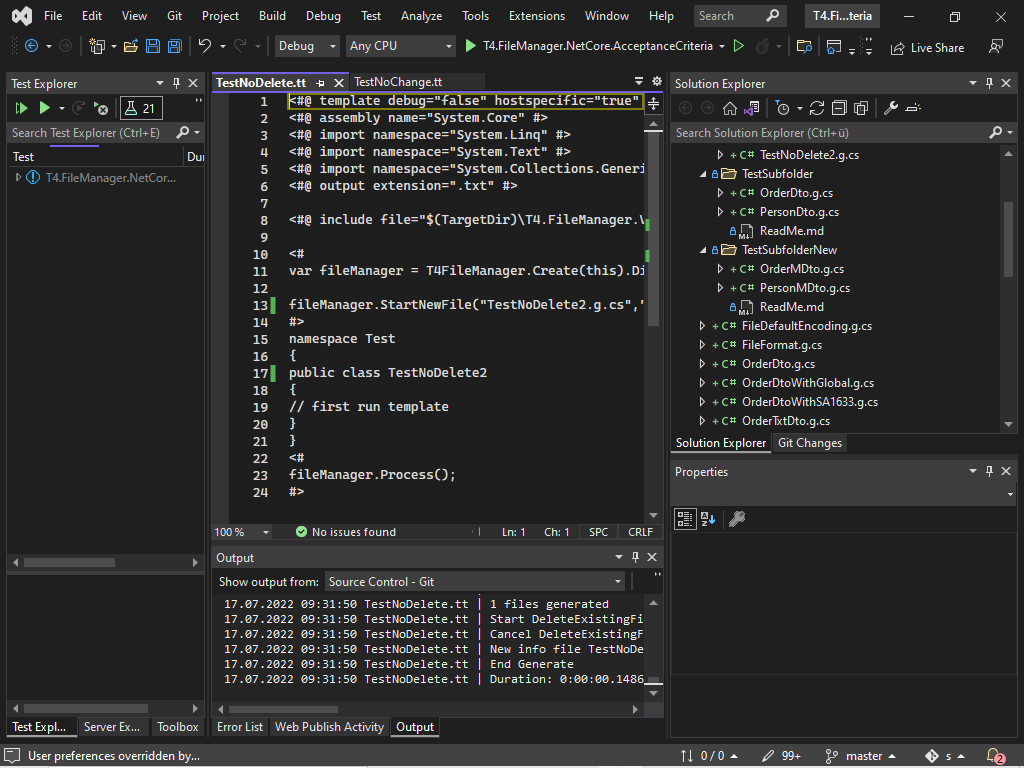 File Edit View Git Project Build Debug Test Analyze Tools Extensions Window Help Search T4.Fi...teria
Debug Any CPU T4.FileManager.NetCore.AcceptanceCriteria Live Share
Test Explorer
21
Search Test Explorer (Ctrl+E)
Test Dur
T4.FileManager.NetCor...
TestNoDelete.tt TestNoChange.tt
1 <#@ template debug="false" hostspecific="true"
2 <#@ assembly name="System.Core" #>
3 <#@ import namespace="System.Linq" #>
4 <#@ import namespace="System.Text" #>
5 <#@ import namespace="System.Collections.Generi
6 <#@ output extension=".txt" #>
7
8 <#@ include file="$(TargetDir)\T4.FileManager.V
9
10 <#
11 var fileManager = T4FileManager.Create(this).Di
12
13 fileManager.StartNewFile("TestNoDelete2.g.cs","
14 #>
15 namespace Test
16 {
17 public class TestNoDelete2
18 {
19 // first run template
20 }
21 }
22 <#
23 fileManager.Process();
24 #>
100 % No issues found Ln: 1 Ch: 1 SPC CRLF
Output
Show output from: Source Control - Git
17.07.2022 09:31:50 TestNoDelete.tt | 1 files generated
17.07.2022 09:31:50 TestNoDelete.tt | Start DeleteExistingFi
17.07.2022 09:31:50 TestNoDelete.tt | Cancel DeleteExistingF
17.07.2022 09:31:50 TestNoDelete.tt | New info file TestNoDe
17.07.2022 09:31:50 TestNoDelete.tt | End Generate
17.07.2022 09:31:50 TestNoDelete.tt | Duration: 0:00:00.1486
Solution Explorer
Search Solution Explorer (Ctrl+ü)
C# TestNoDelete2.g.cs
TestSubfolder
C# OrderDto.g.cs
C# PersonDto.g.cs
ReadMe.md
TestSubfolderNew
C# OrderMDto.g.cs
C# PersonMDto.g.cs
ReadMe.md
C# FileDefaultEncoding.g.cs
C# FileFormat.g.cs
C# OrderDto.g.cs
C# OrderDtoWithGlobal.g.cs
C# OrderDtoWithSA1633.g.cs
C# OrderTxtDto.g.cs
Solution Explorer Git Changes
Properties
Test Expl... Server Ex... Toolbox Error List Web Publish Activity Output
User preferences overridden by... 0 / 0 99+ master s 2